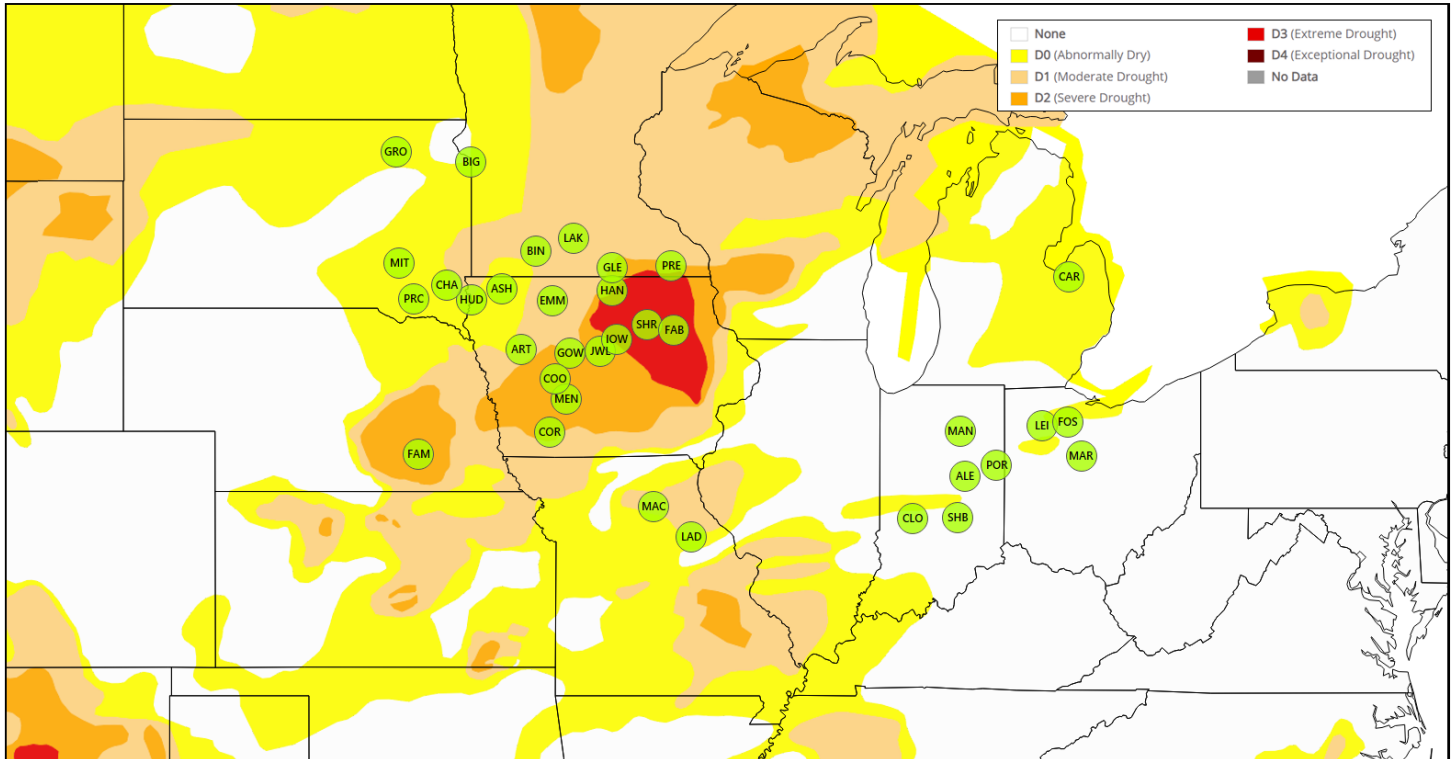 None
D0 (Abnormally Dry)
D1 (Moderate Drought)
D2 (Severe Drought)
D3 (Extreme Drought)
D4 (Exceptional Drought)
No Data
GRO
BIG
LAK
BIN
MIT
GLE
PRE
CAR
CHA
HUD
ASH
PRC
EMM
HAN
SHR
FAB
IOW
ART
GOW
JWL
COO
MEN
COR
FAM
MAN
LEI
FOS
MAR
POR
ALE
MAC
LAD
CLO
SHB